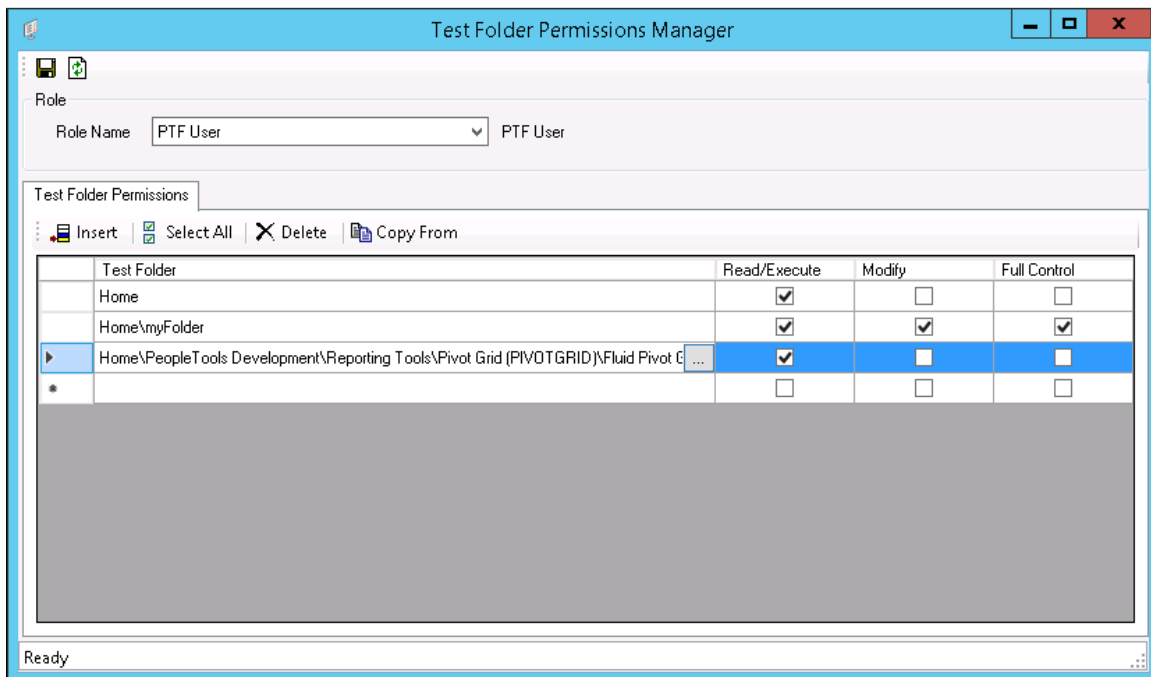 Test Folder Permissions Manager
Role
Role Name PTF User PTF User
Test Folder Permissions
Insert Select All Delete Copy From
Test Folder Read/Execute Modify Full Control
Home
Home\myFolder
Home\PeopleTools Development\Reporting Tools\Pivot Grid (PIVOTGRID)\Fluid Pivot ...
Ready